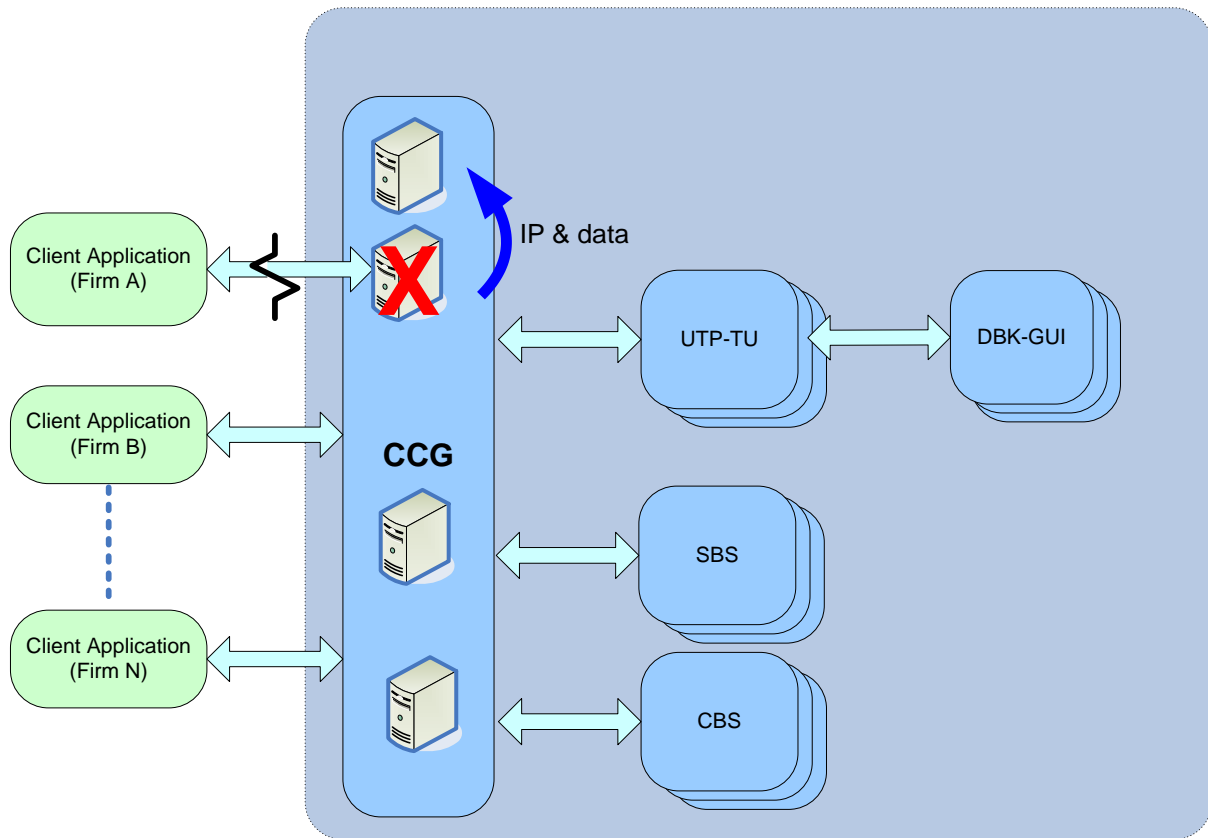 IP & data
Client Application
(Firm A)
UTP-TU
DBK-GUI
Client Application
(Firm B)
CCG
SBS
Client Application
(Firm N)
CBS
X